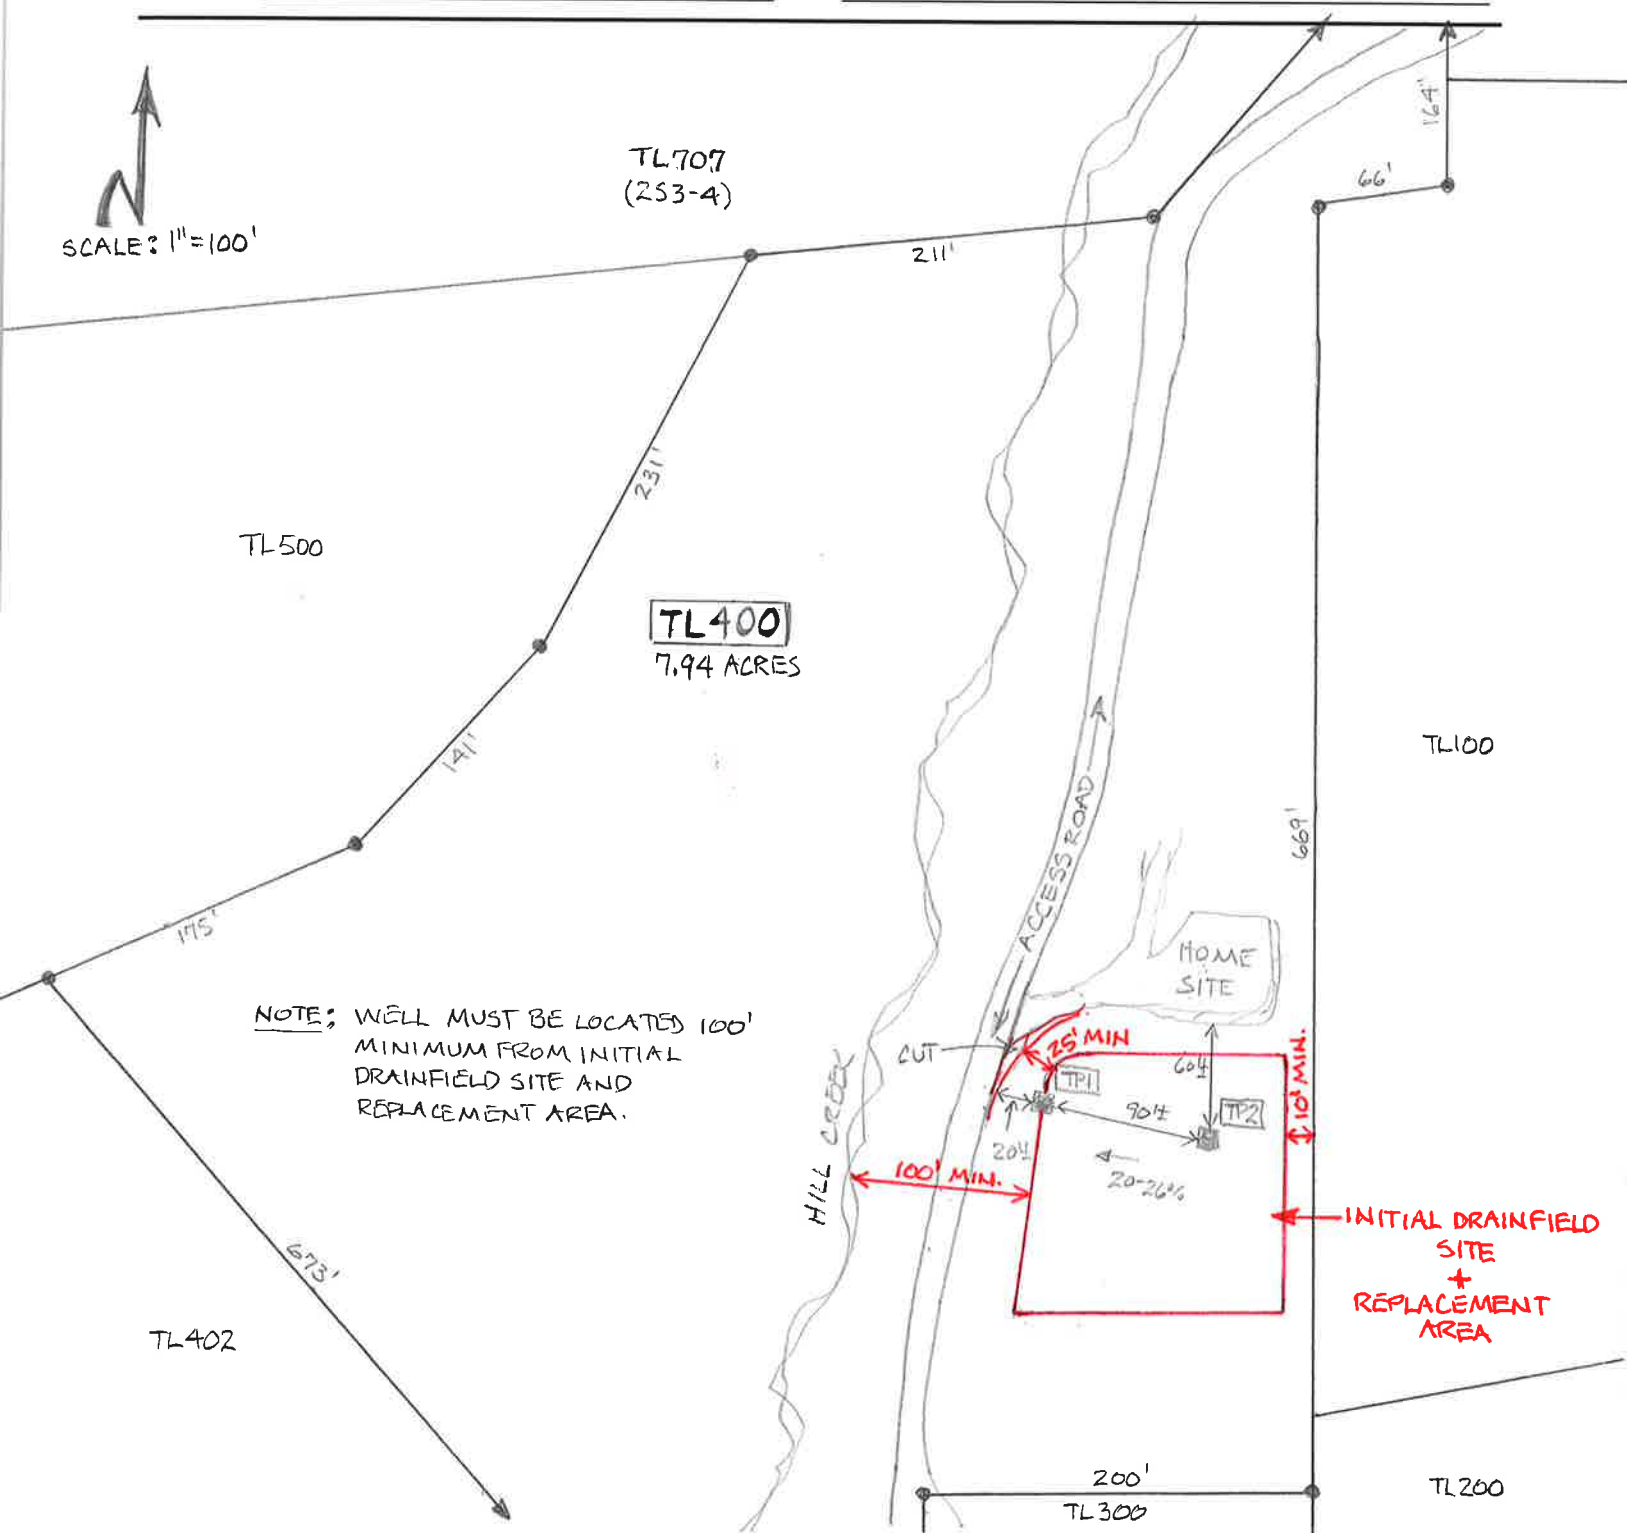 164'
66'
TL707
(2S3-4)
N
SCALE: 1"=100'
211'
231'
TL500
TL400
7.94 ACRES
141'
TL100
669'
ACCESS ROAD
175'
HOME
SITE
NOTE: WELL MUST BE LOCATED 100'
MINIMUM FROM INITIAL
DRAINFIELD SITE AND
REPLACEMENT AREA.
CUT
25' MIN
60'±
10' MIN.
TP1
90'±
TP2
20'±
HILL CREEK
100' MIN.
20-26%
INITIAL DRAINFIELD
SITE
+
REPLACEMENT
AREA
673'
TL402
200'
TL300
TL200